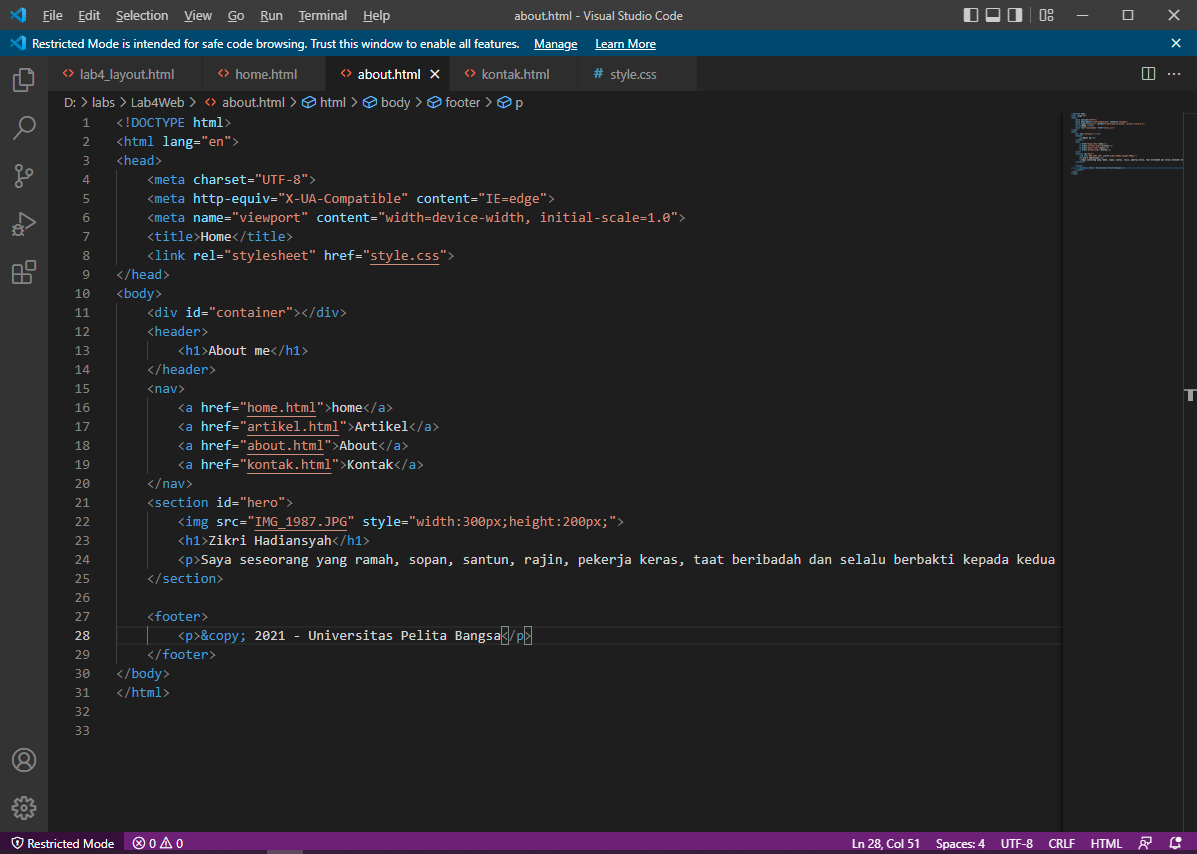 File Edit Selection View Go Run Terminal Help about.html - Visual Studio Code
Restricted Mode is intended for safe code browsing. Trust this window to enable all features. Manage Learn More
lab4_layout.html home.html about.html kontak.html # style.css
D: > labs > Lab4Web > about.html > html > body > footer > p
1 <!DOCTYPE html>
2 <html lang="en">
3 <head>
4 <meta charset="UTF-8">
5 <meta http-equiv="X-UA-Compatible" content="IE=edge">
6 <meta name="viewport" content="width=device-width, initial-scale=1.0">
7 <title>Home</title>
8 <link rel="stylesheet" href="style.css">
9 </head>
10 <body>
11 <div id="container"></div>
12 <header>
13 <h1>About me</h1>
14 </header>
15 <nav>
16 <a href="home.html">home</a>
17 <a href="artikel.html">Artikel</a>
18 <a href="about.html">About</a>
19 <a href="kontak.html">Kontak</a>
20 </nav>
21 <section id="hero">
22 <img src="IMG_1987.JPG" style="width:300px;height:200px;">
23 <h1>Zikri Hadiansyah</h1>
24 <p>Saya seseorang yang ramah, sopan, santun, rajin, pekerja keras, taat beribadah dan selalu berbakti kepada kedua
25 </section>
26
27 <footer>
28 <p>&copy; 2021 - Universitas Pelita Bangsa</p>
29 </footer>
30 </body>
31 </html>
32
33
Restricted Mode 0 0 Ln 28, Col 51 Spaces: 4 UTF-8 CRLF HTML